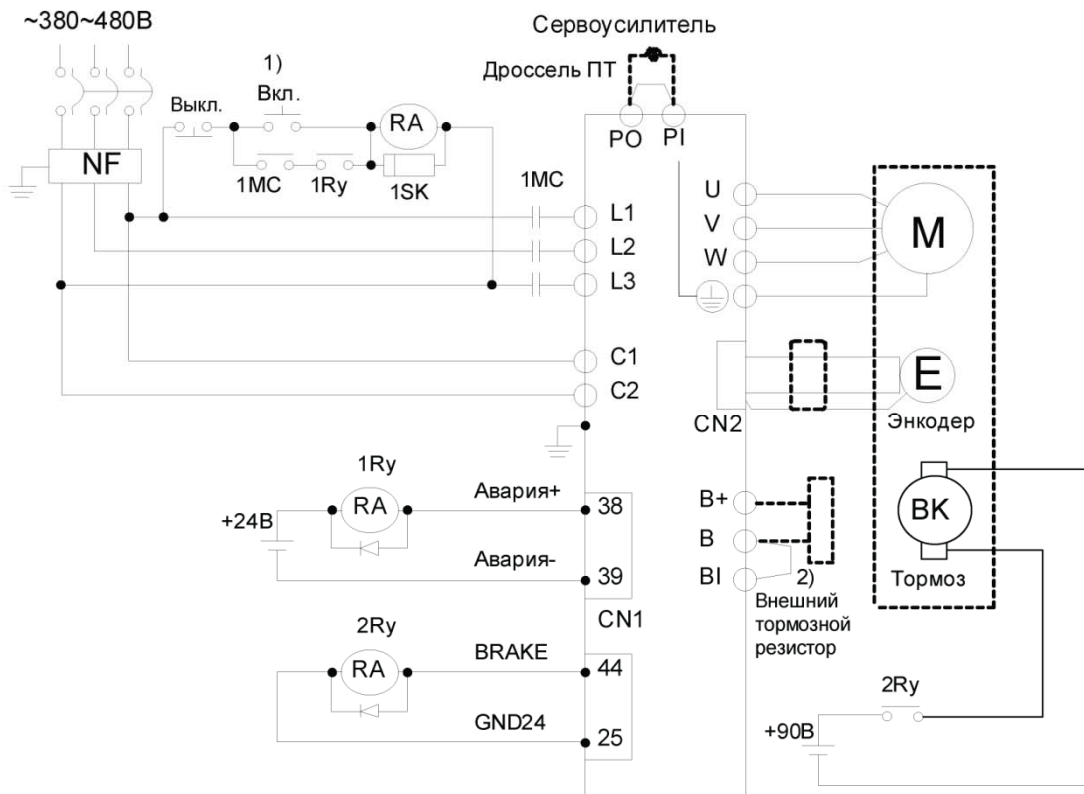 ~380~480В
Сервоусилитель
1)
Вкл.
Дроссель ПТ
Выкл.
RA
PO
PI
NF
1MC
1Ry
1SK
1MC
L1
L2
L3
U
V
W
M
C1
C2
CN2
E
Энкодер
1Ry
RA
+24В
Авария+
38
Авария-
39
CN1
B+
B
BI
2)
Внешний
тормозной
резистор
BK
Тормоз
2Ry
RA
BRAKE
44
GND24
25
2Ry
+90В